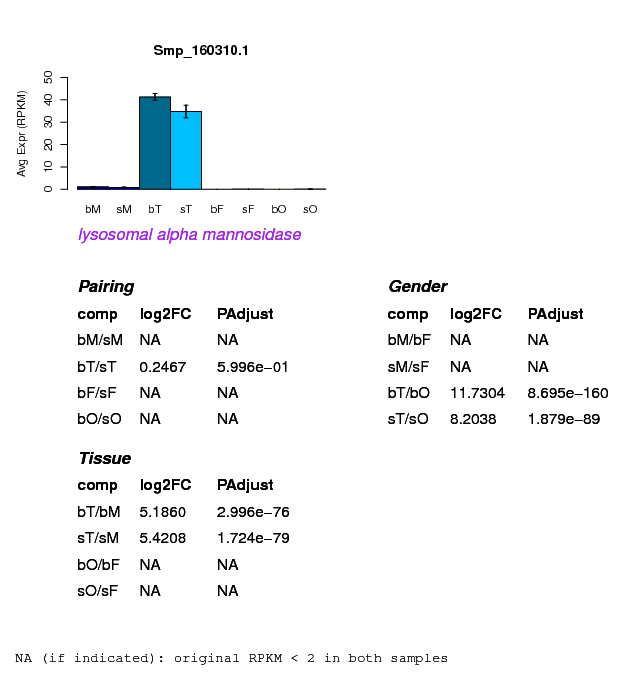 Smp_160310.1
Avg Expr (RPKM)
50
40
30
20
10
0
bM sM bT sT bF sF bO sO
lysosomal alpha mannosidase
Pairing
comp log2FC PAdjust
bM/sM NA NA
bT/sT 0.2467 5.996e−01
bF/sF NA NA
bO/sO NA NA
Gender
comp log2FC PAdjust
bM/bF NA NA
sM/sF NA NA
bT/bO 11.7304 8.695e−160
sT/sO 8.2038 1.879e−89
Tissue
comp log2FC PAdjust
bT/bM 5.1860 2.996e−76
sT/sM 5.4208 1.724e−79
bO/bF NA NA
sO/sF NA NA
NA (if indicated): original RPKM < 2 in both samples